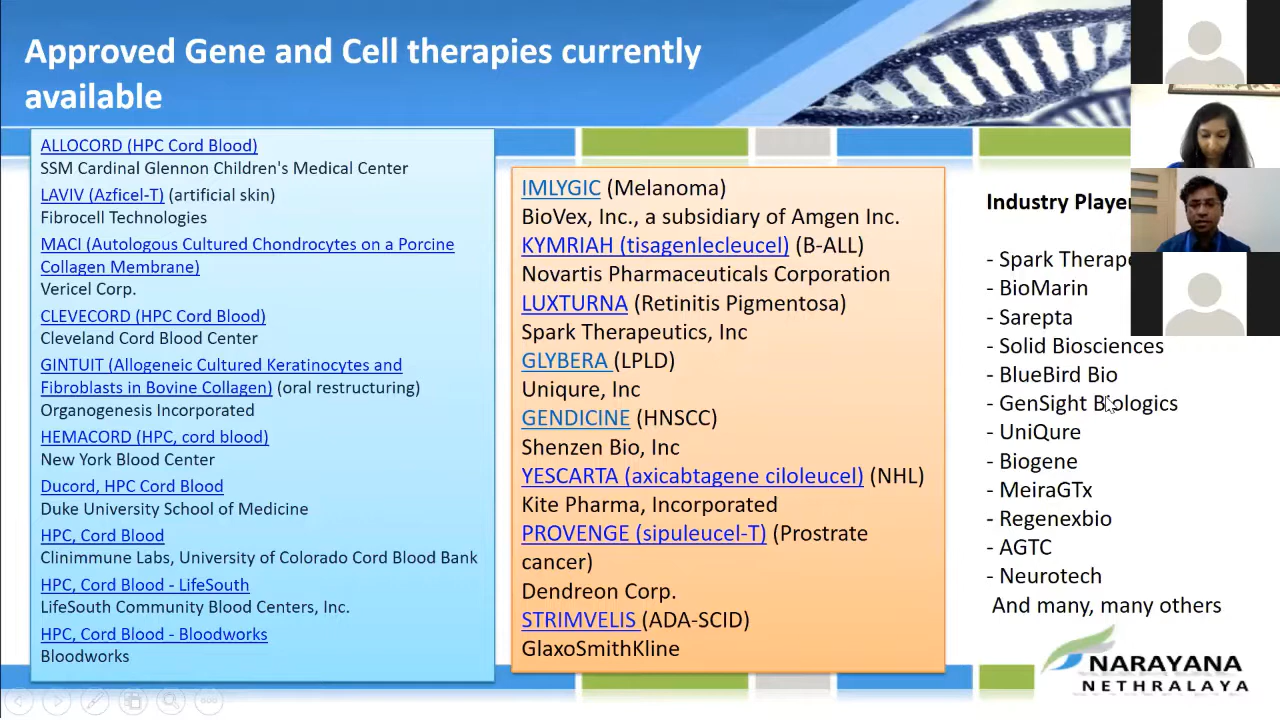 Approved Gene and Cell therapies currently
available
ALLOCORD (HPC Cord Blood)
SSM Cardinal Glennon Children's Medical Center
LAVIV (Azficel-T) (artificial skin)
Fibrocell Technologies
MACI (Autologous Cultured Chondrocytes on a Porcine
Collagen Membrane)
Vericel Corp.
CLEVECORD (HPC Cord Blood)
Cleveland Cord Blood Center
GINTUIT (Allogeneic Cultured Keratinocytes and
Fibroblasts in Bovine Collagen) (oral restructuring)
Organogenesis Incorporated
HEMACORD (HPC, cord blood)
New York Blood Center
Ducord, HPC Cord Blood
Duke University School of Medicine
HPC, Cord Blood
Clinimmune Labs, University of Colorado Cord Blood Bank
HPC, Cord Blood - LifeSouth
LifeSouth Community Blood Centers, Inc.
HPC, Cord Blood - Bloodworks
Bloodworks
IMLYGIC (Melanoma)
BioVex, Inc., a subsidiary of Amgen Inc.
KYMRIAH (tisagenlecleucel) (B-ALL)
Novartis Pharmaceuticals Corporation
LUXTURNA (Retinitis Pigmentosa)
Spark Therapeutics, Inc
GLYBERA (LPLD)
Uniqure, Inc
GENDICINE (HNSCC)
Shenzen Bio, Inc
YESCARTA (axicabtagene ciloleucel) (NHL)
Kite Pharma, Incorporated
PROVENGE (sipuleucel-T) (Prostrate
cancer)
Dendreon Corp.
STRIMVELIS (ADA-SCID)
GlaxoSmithKline
Industry
- Spark
- BioMarin
- Sarepta
- Solid Biosciences
- BlueBird Bio
- GenSight Biologics
- UniQure
- Biogene
- MeiraGTx
- Regenexbio
- AGTC
- Neurotech
And many, many others
NARAYANA
NETHRALAYA